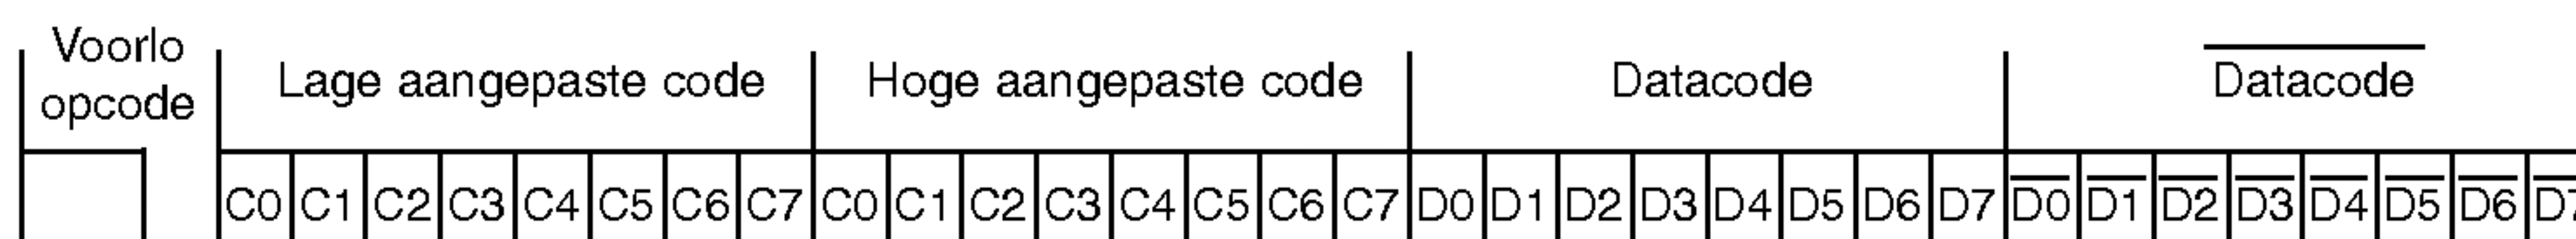 Voorlo
opcode
Lage aangepaste code
Hoge aangepaste code
Datacode
Datacode
C0 C1 C2 C3 C4 C5 C6 C7 C0 C1 C2 C3 C4 C5 C6 C7 D0 D1 D2 D3 D4 D5 D6 D7 D0 D1 D2 D3 D4 D5 D6 D7